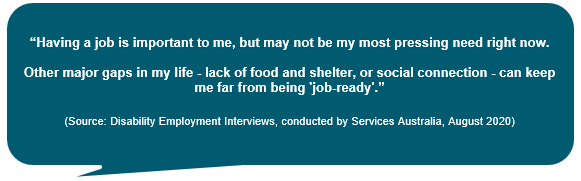 “Having a job is important to me, but may not be my most pressing need right now.
Other major gaps in my life - lack of food and shelter, or social connection - can keep
me far from being 'job-ready'.”
(Source: Disability Employment Interviews, conducted by Services Australia, August 2020)